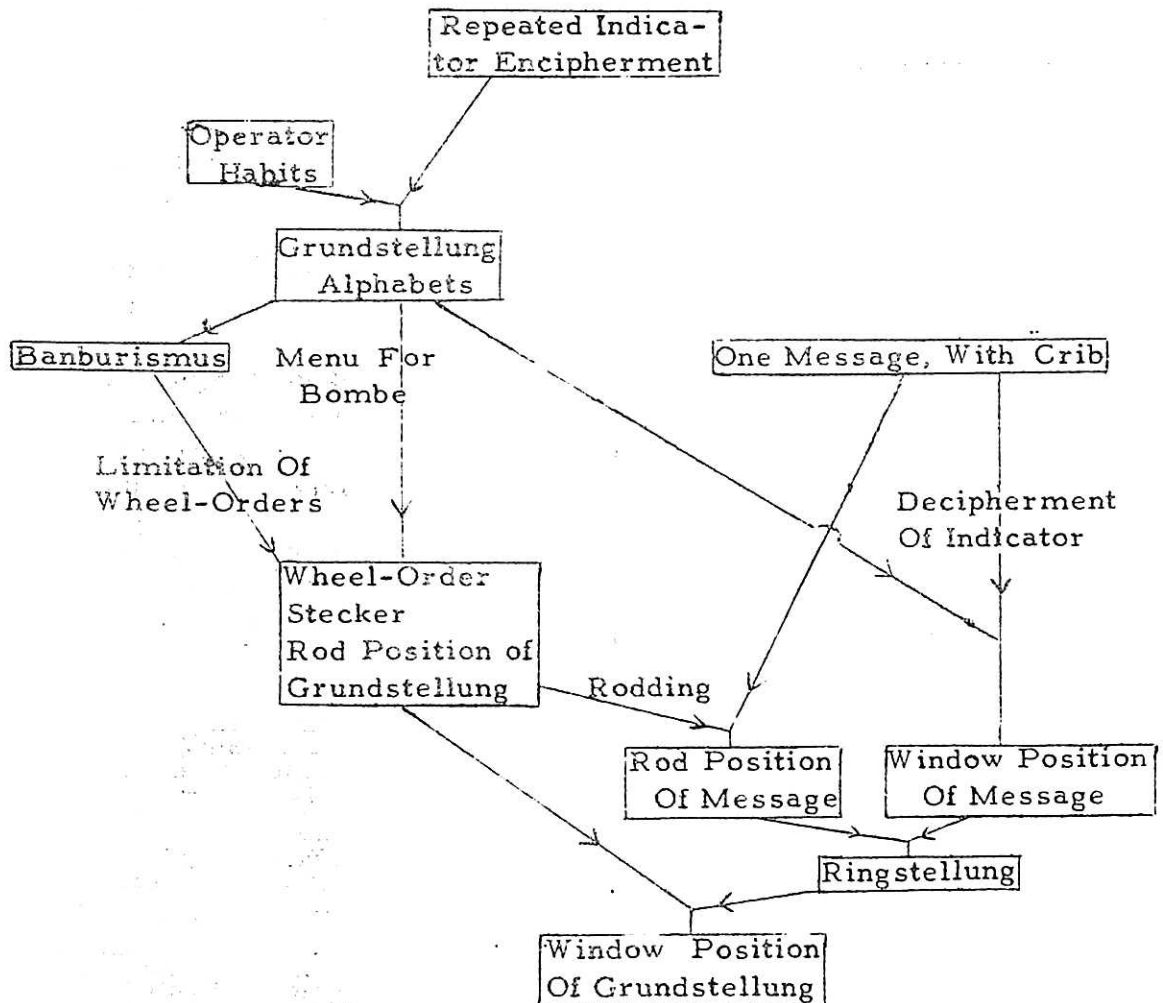 Repeated Indica-
tor Encipherment
Operator
Habits
Grundstellung
Alphabets
Banburismus
Menu For
Bombe
One Message, With Crib
Limitation Of
Wheel-Orders
Decipherment
Of Indicator
Wheel-Order
Stecker
Rod Position of
Grundstellung
Rodding
Rod Position
Of Message
Window Position
Of Message
Ringstellung
Window Position
Of Grundstellung